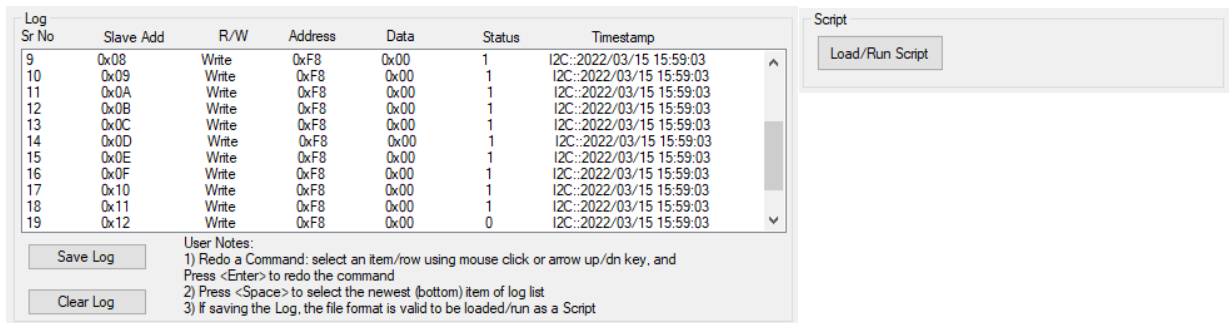 Log
Sr No Slave Add R/W Address Data Status Timestamp
9 0x08 Write 0xF8 0x00 1 I2C::2022/03/15 15:59:03
10 0x09 Write 0xF8 0x00 1 I2C::2022/03/15 15:59:03
11 0x0A Write 0xF8 0x00 1 I2C::2022/03/15 15:59:03
12 0x0B Write 0xF8 0x00 1 I2C::2022/03/15 15:59:03
13 0x0C Write 0xF8 0x00 1 I2C::2022/03/15 15:59:03
14 0x0D Write 0xF8 0x00 1 I2C::2022/03/15 15:59:03
15 0x0E Write 0xF8 0x00 1 I2C::2022/03/15 15:59:03
16 0x0F Write 0xF8 0x00 1 I2C::2022/03/15 15:59:03
17 0x10 Write 0xF8 0x00 1 I2C::2022/03/15 15:59:03
18 0x11 Write 0xF8 0x00 1 I2C::2022/03/15 15:59:03
19 0x12 Write 0xF8 0x00 0 I2C::2022/03/15 15:59:03
Save Log
Clear Log
User Notes:
1) Redo a Command: select an item/row using mouse click or arrow up/dn key, and
Press <Enter> to redo the command
2) Press <Space> to select the newest (bottom) item of log list
3) If saving the Log, the file format is valid to be loaded/run as a Script
Script
Load/Run Script